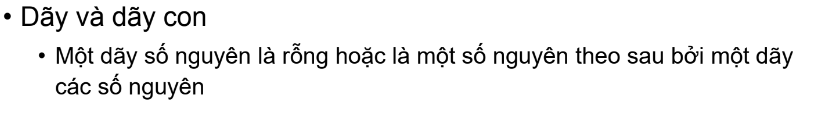 • Dãy và dãy con
• Một dãy số nguyên là rỗng hoặc là một số nguyên theo sau bởi một dãy
các số nguyên